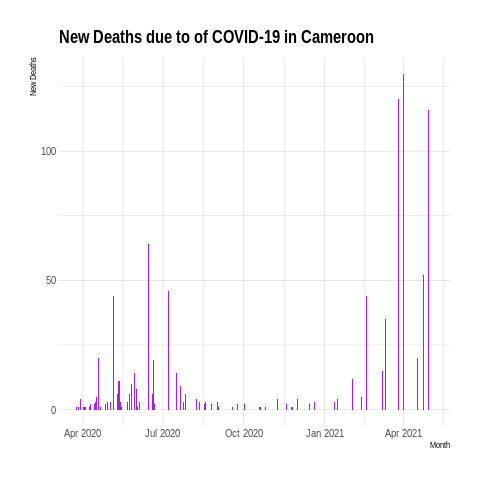 New Deaths due to of COVID-19 in Cameroon
New Deaths
100
50
0
Apr 2020 Jul 2020 Oct 2020 Jan 2021 Apr 2021
Month